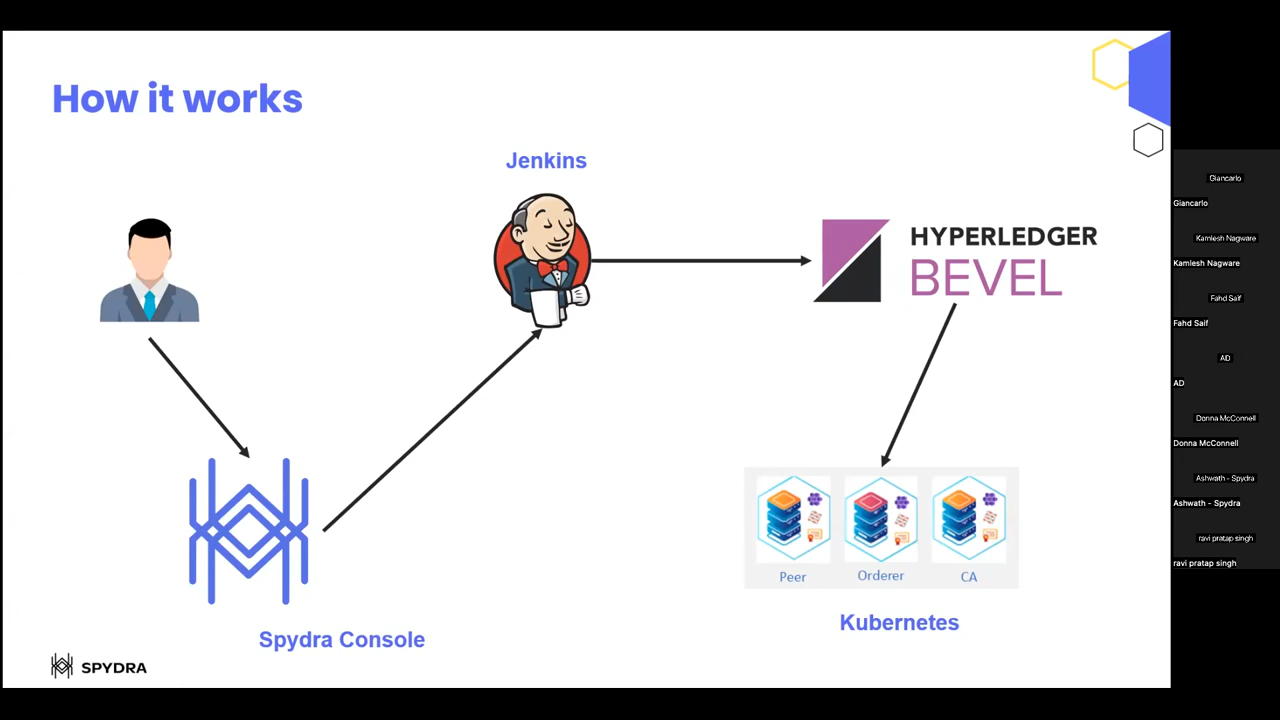 How it works
Jenkins
HYPERLEDGER
BEVEL
Peer
Orderer
CA
Kubernetes
Spydra Console
SPYDRA
Giancarlo
Giancarlo
Kamlesh Nagware
Kamlesh Nagware
Fahd Saif
Fahd Saif
AD
AD
Donna McConnell
Donna McConnell
Ashwath - Spydra
Ashwath - Spydra
ravi pratap singh
ravi pratap singh